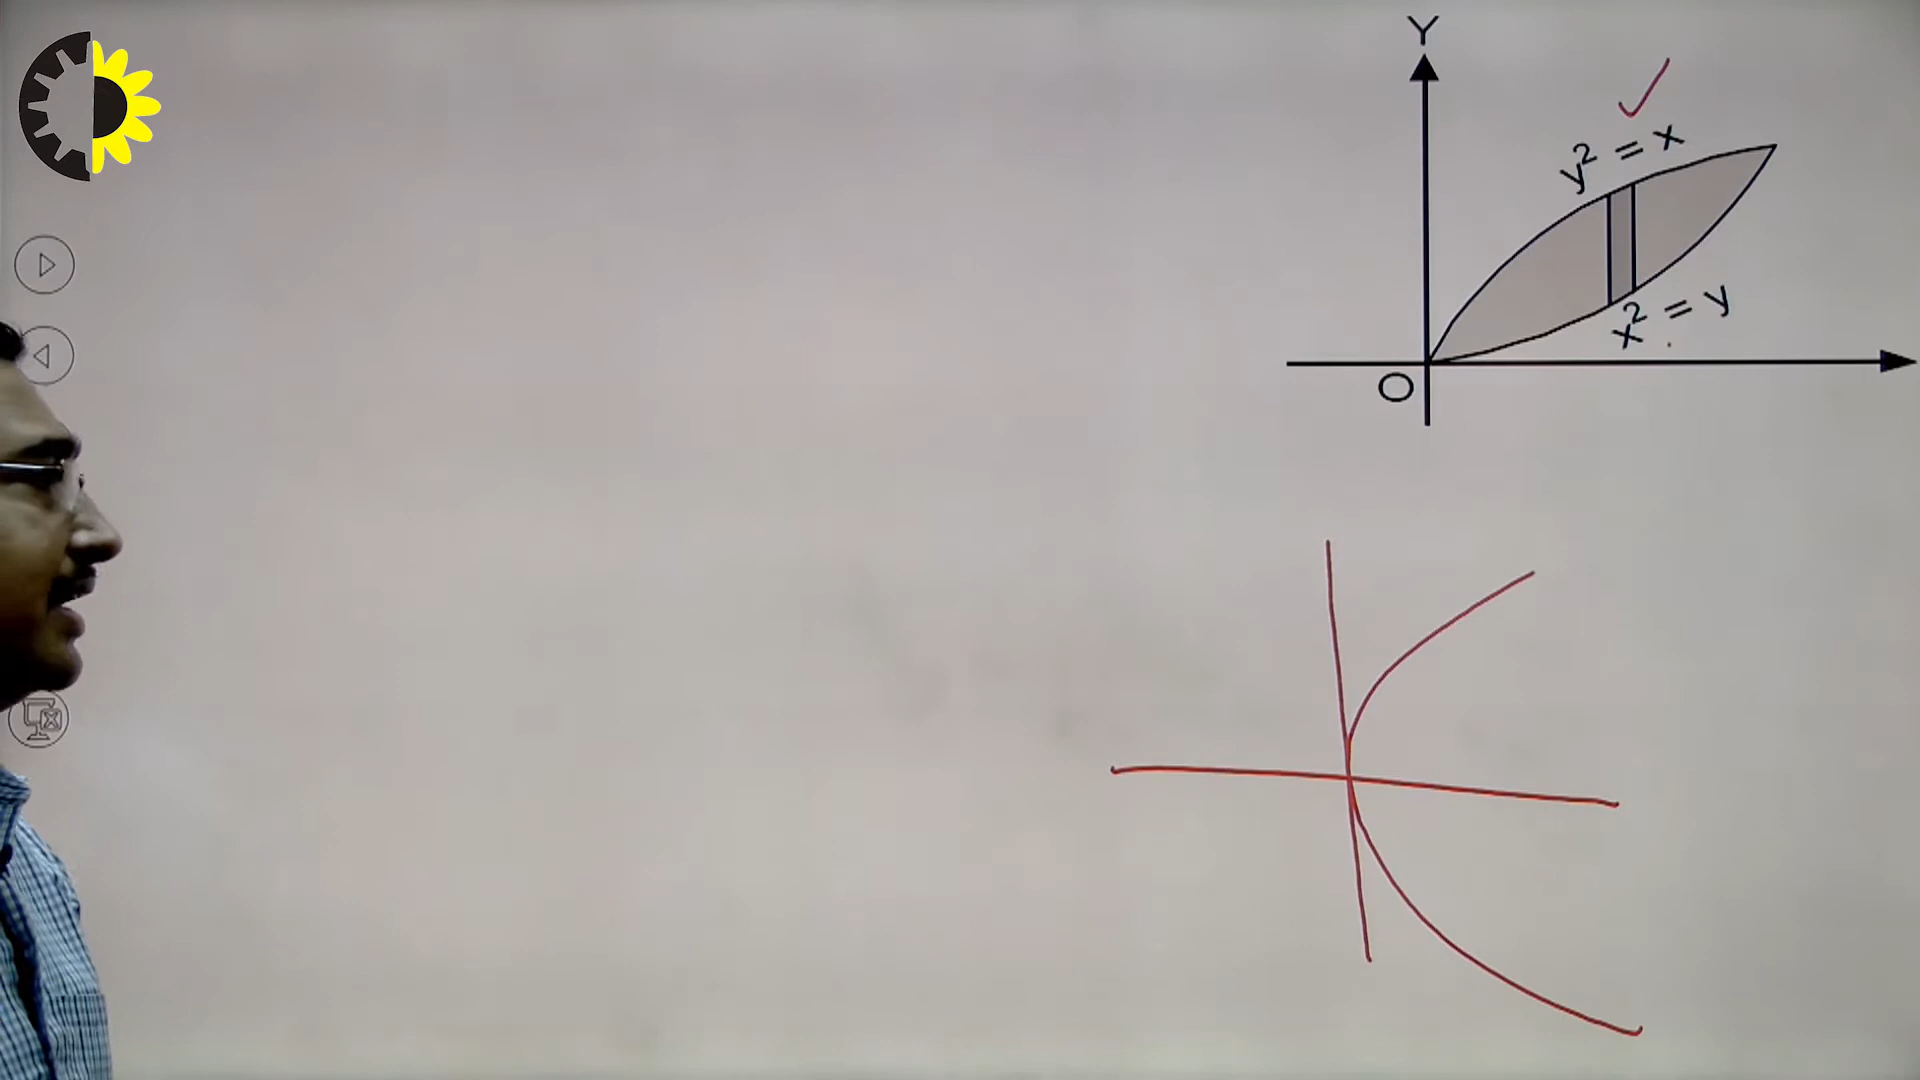 Y
y² = x
x² = y
O